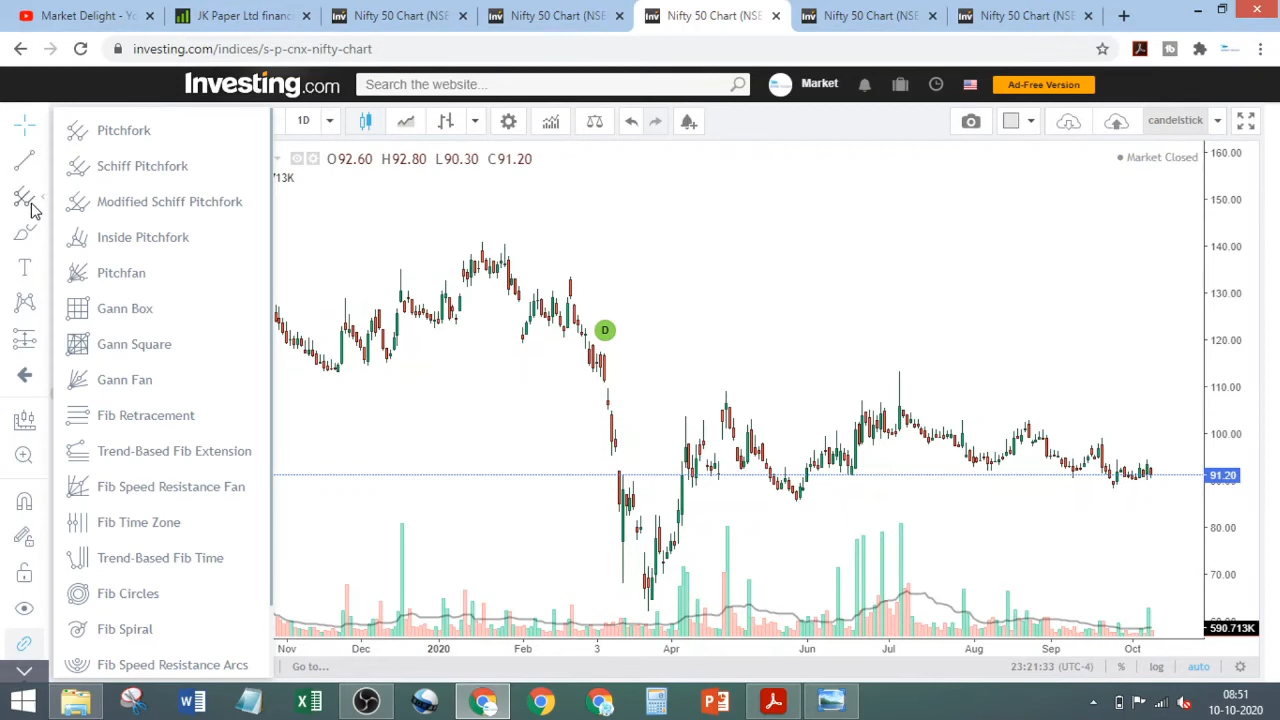 Market Delight - Yo
JK Paper Ltd financ
Nifty 50 Chart (NSE
Nifty 50 Chart (NSE
Nifty 50 Chart (NSE
Nifty 50 Chart (NSE
Nifty 50 Chart (NSE
investing.com/indices/s-p-cnx-nifty-chart
Investing.com
Search the website...
Market
Ad-Free Version
1D
candelstick
O92.60 H92.80 L90.30 C91.20
Market Closed
Pitchfork
Schiff Pitchfork
Modified Schiff Pitchfork
Inside Pitchfork
Pitchfan
Gann Box
Gann Square
Gann Fan
Fib Retracement
Trend-Based Fib Extension
Fib Speed Resistance Fan
Fib Time Zone
Trend-Based Fib Time
Fib Circles
Fib Spiral
Fib Speed Resistance Arcs
D
160.00
150.00
140.00
130.00
120.00
110.00
100.00
91.20
80.00
70.00
590.713K
Nov Dec 2020 Feb 3 Apr Jun Jul Aug Sep Oct
Go to...
23:21:33 (UTC-4)
% log auto
08:51
10-10-2020